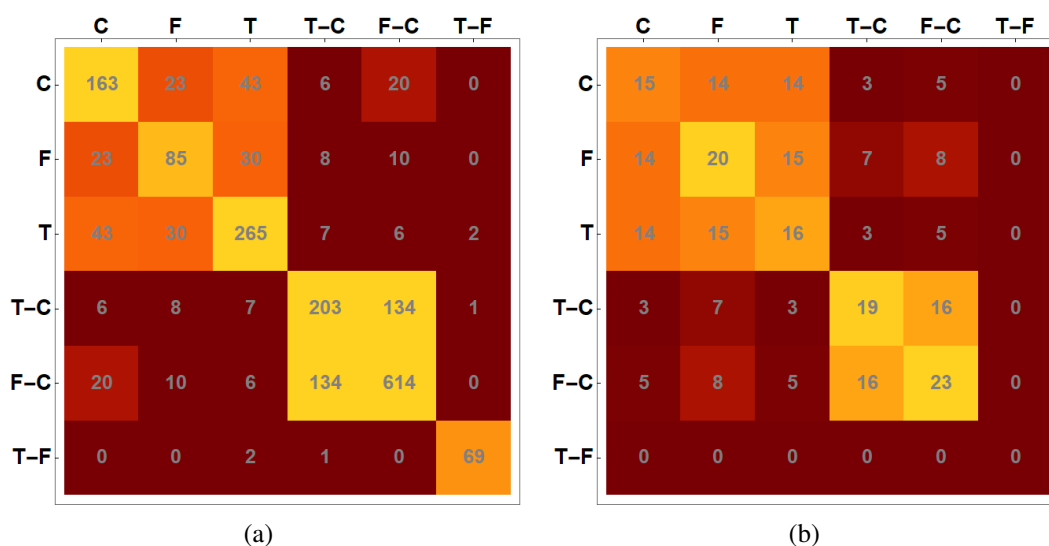 C F T T–C F–C T–F C F T T–C F–C T–F
C 163 23 43 6 20 0 C 15 14 14 3 5 0
F 23 85 30 8 10 0 F 14 20 15 7 8 0
T 43 30 265 7 6 2 T 14 15 16 3 5 0
T–C 6 8 7 203 134 1 T–C 3 7 3 19 16 0
F–C 20 10 6 134 614 0 F–C 5 8 5 16 23 0
T–F 0 0 2 1 0 69 T–F 0 0 0 0 0 0
(a) (b)